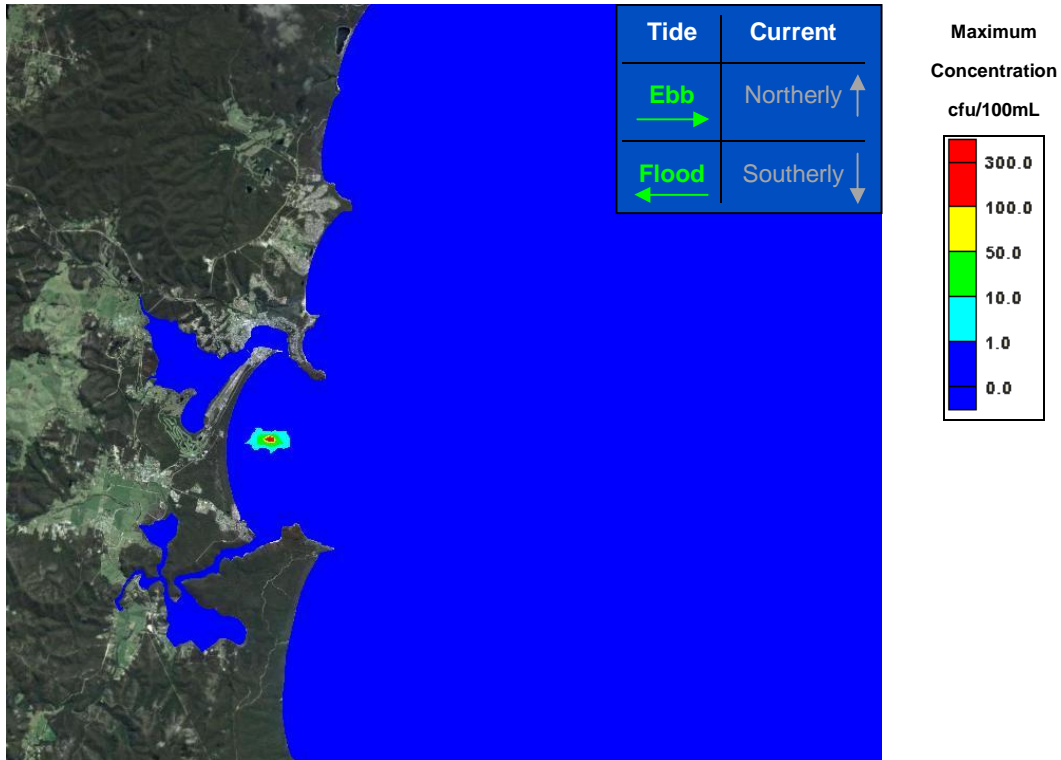 Tide Current
Ebb Northerly
Flood Southerly
Maximum
Concentration
cfu/100mL
300.0
100.0
50.0
10.0
1.0
0.0